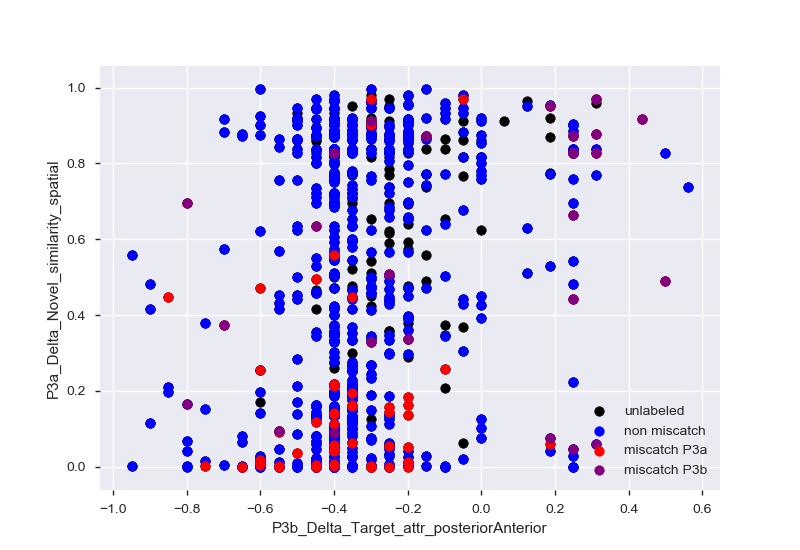 1.0
0.8
0.6
0.4
0.2
0.0
P3a_Delta_Novel_similarity_spatial
unlabeled
non miscatch
miscatch P3a
miscatch P3b
−1.0 −0.8 −0.6 −0.4 −0.2 0.0 0.2 0.4 0.6
P3b_Delta_Target_attr_posteriorAnterior